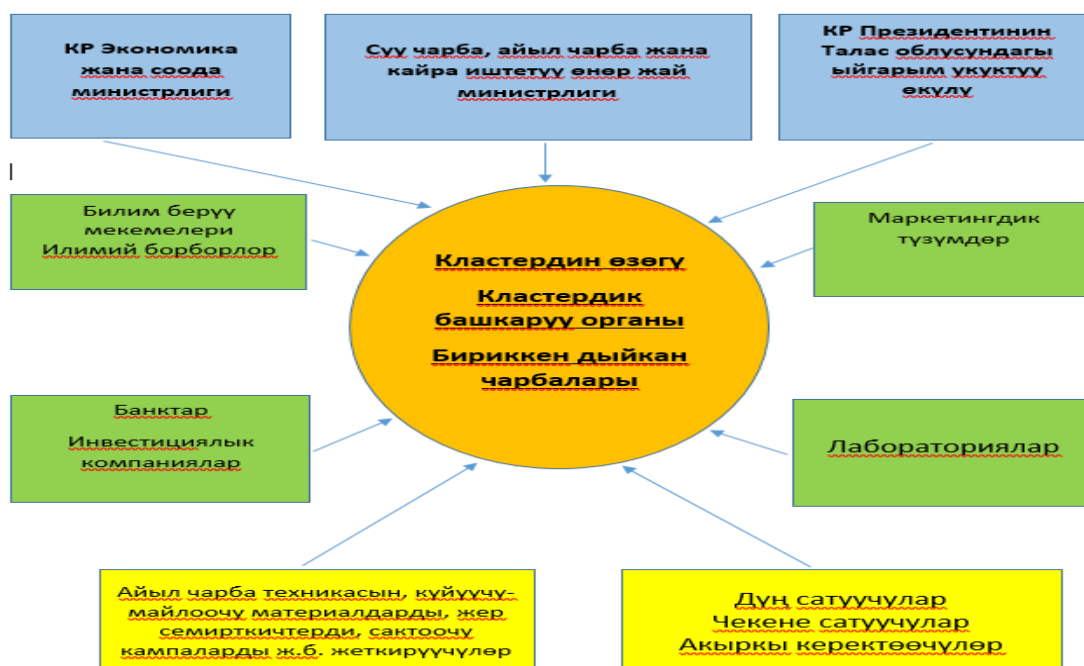 КР Экономика
жана соода
министрлиги
Суу чарба, айыл чарба жана
кайра иштетүү өнөр жай
министрлиги
КР Президентинин
Талас облусундагы
ыйгарым укуктуу
өкүлү
Билим берүү
мекемелери
Илимий борборлор
Маркетингдик
түзүмдөр
Кластердин өзөгү
Кластердик
башкаруу органы
Бириккен дыйкан
чарбалары
Банктар
Инвестициялык
компаниялар
Лабораториялар
Айыл чарба техникасын, күйүүчү-
майлоочу материалдарды, жер
семирткичтерди, сактоочу
кампаларды ж.б. жеткирүүчүлөр
Дүң сатуучулар
Чекене сатуучулар
Акыркы керектөөчүлөр